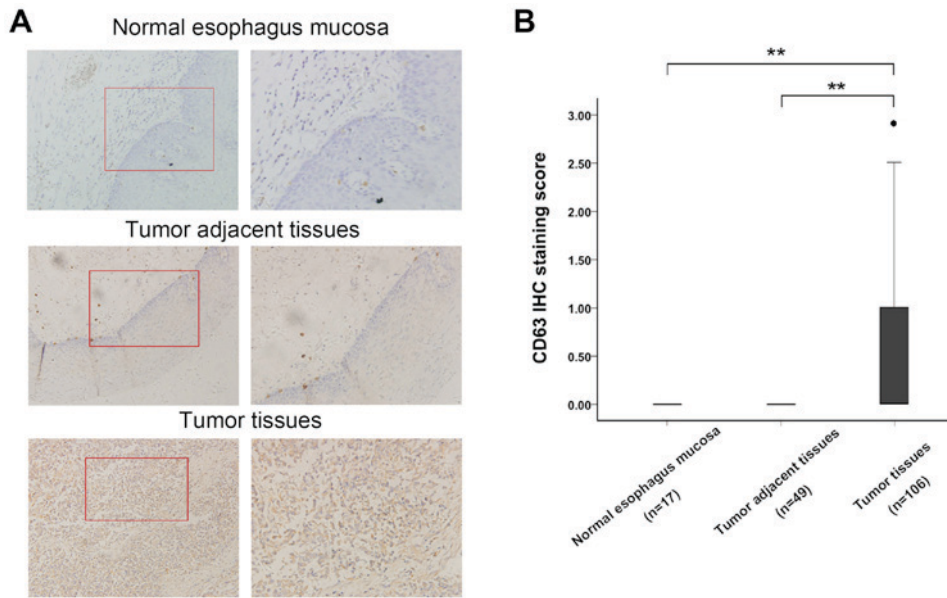 A
Normal esophagus mucosa
Tumor adjacent tissues
Tumor tissues
B
**
**
CD63 IHC staining score
3.00
2.50
2.00
1.50
1.00
0.50
0.00
Normal esophagus mucosa
(n=17)
Tumor adjacent tissues
(n=49)
Tumor tissues
(n=106)